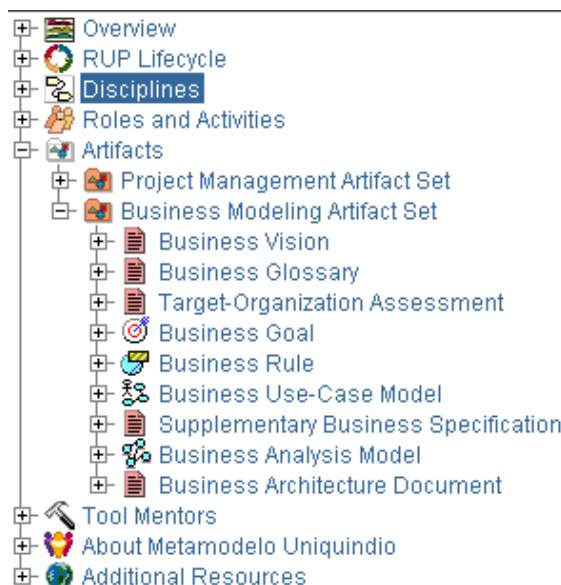 Overview
RUP Lifecycle
Disciplines
Roles and Activities
Artifacts
Project Management Artifact Set
Business Modeling Artifact Set
Business Vision
Business Glossary
Target-Organization Assessment
Business Goal
Business Rule
Business Use-Case Model
Supplementary Business Specification
Business Analysis Model
Business Architecture Document
Tool Mentors
About Metamodelo Uniquindio
Additional Resources